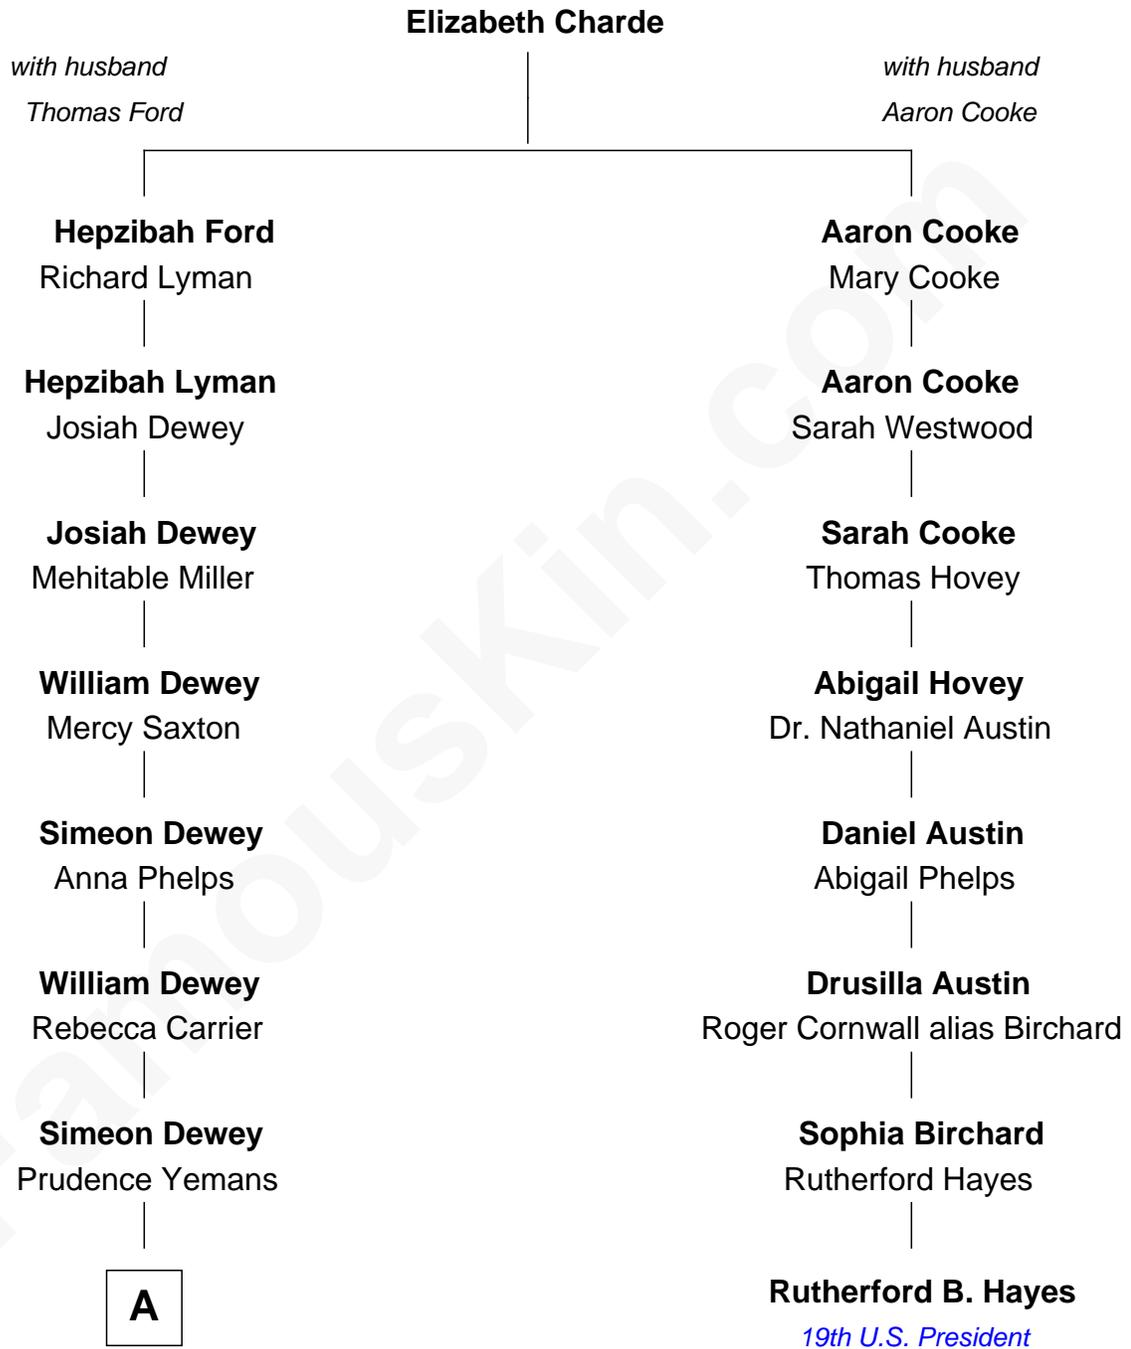 Elizabeth Charde
with husband
Thomas Ford
with husband
Aaron Cooke
Hepzibah Ford
Richard Lyman
Aaron Cooke
Mary Cooke
Hepzibah Lyman
Josiah Dewey
Aaron Cooke
Sarah Westwood
Josiah Dewey
Mehitable Miller
Sarah Cooke
Thomas Hovey
William Dewey
Mercy Saxton
Abigail Hovey
Dr. Nathaniel Austin
Simeon Dewey
Anna Phelps
Daniel Austin
Abigail Phelps
William Dewey
Rebecca Carrier
Drusilla Austin
Roger Cornwall alias Birchard
Simeon Dewey
Prudence Yemans
Sophia Birchard
Rutherford Hayes
A
Rutherford B. Hayes
19th U.S. President
FamousKin.com